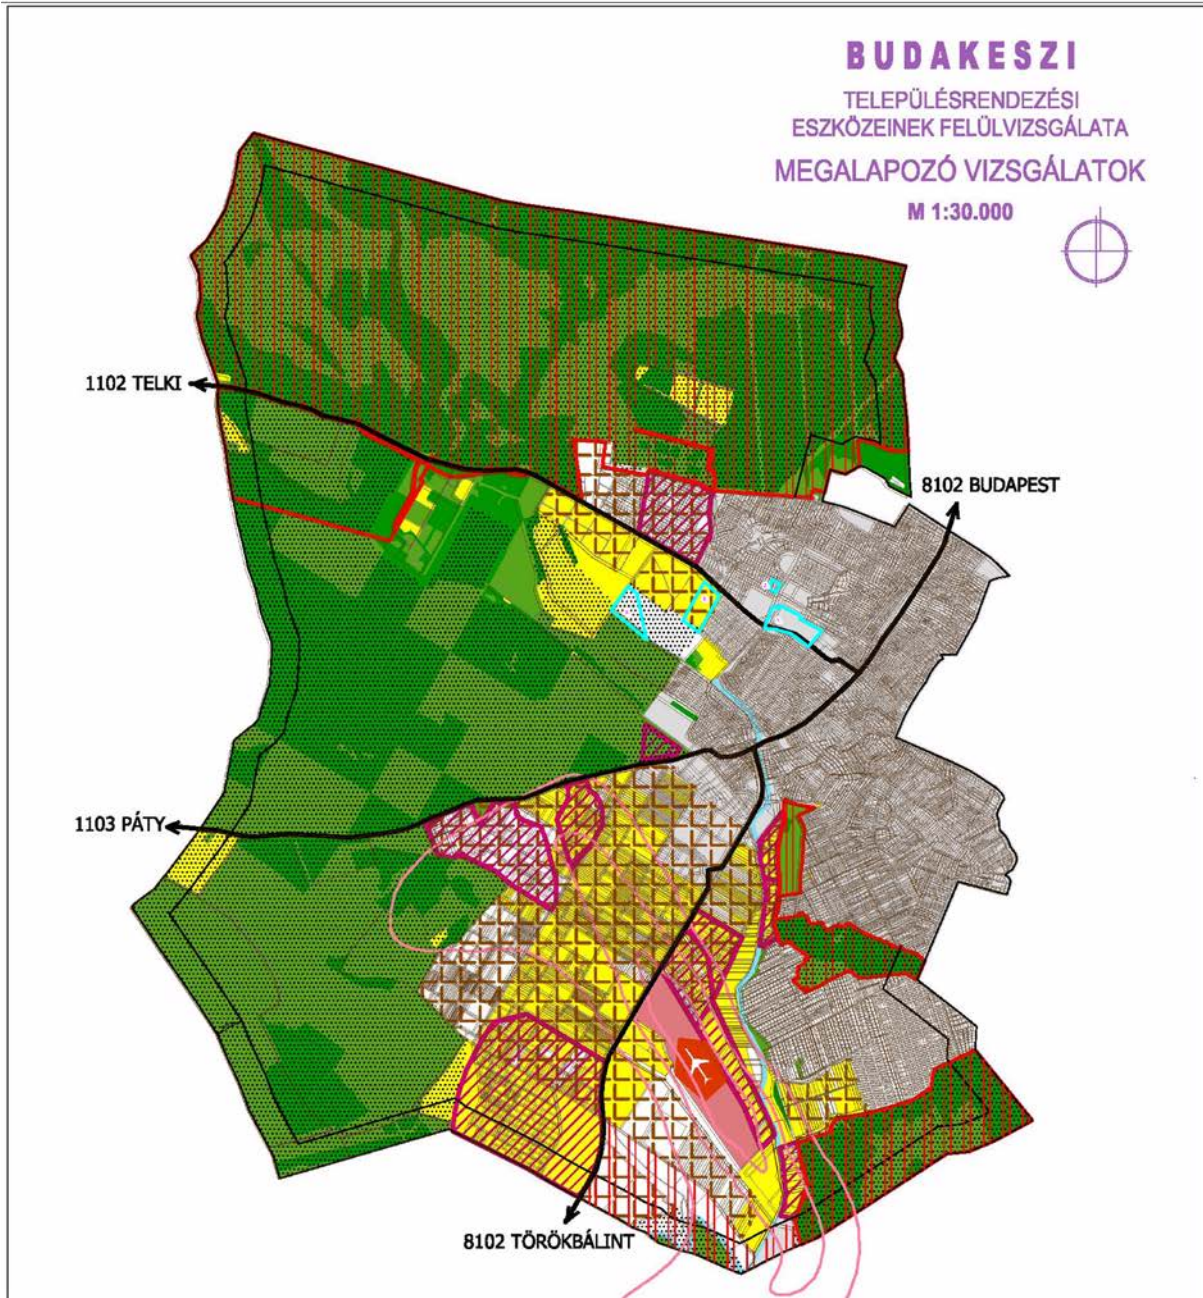 BUDAKESZI
TELEPÜLÉSRENDEZÉSI
ESZKÖZEINEK FELÜLVIZSGÁLATA
MEGALAPOZÓ VIZSGÁLATOK
M 1:30.000
1102 TELKI
8102 BUDAPEST
1103 PÁTY
8102 TÖRÖKBÁLINT